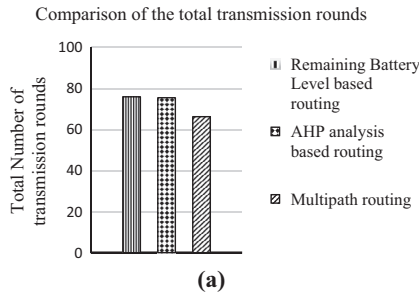 Comparison of the total transmission rounds
Total Number of
transmission rounds
100
80
60
40
20
0
Remaining Battery
Level based
routing
AHP analysis
based routing
Multipath routing
(a)